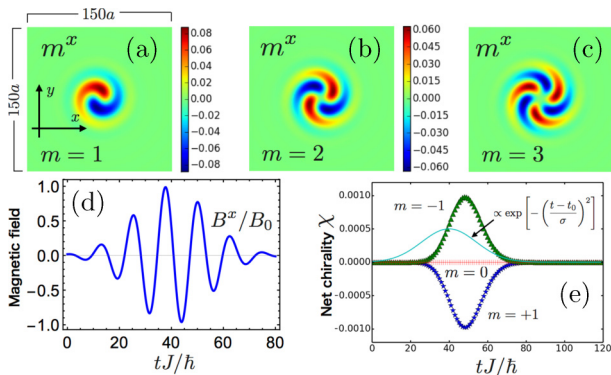 150a
150a
m^x (a)
y
x
m = 1
0.08
0.06
0.04
0.02
0.00
-0.02
-0.04
-0.06
-0.08
m^x (b)
m = 2
0.060
0.045
0.030
0.015
0.000
-0.015
-0.030
-0.045
-0.060
m^x (c)
m = 3
(d)
Magnetic field
1.0
0.5
0.0
-0.5
-1.0
B^x/B_0
0 20 40 60 80
tJ/ℏ
Net chirality χ
0.0010
0.0005
0.0000
-0.0005
-0.0010
m = -1
∝ exp [-((t-t_0)/σ)^2]
m = 0
(e)
m = +1
0 20 40 60 80 100 120
tJ/ℏ